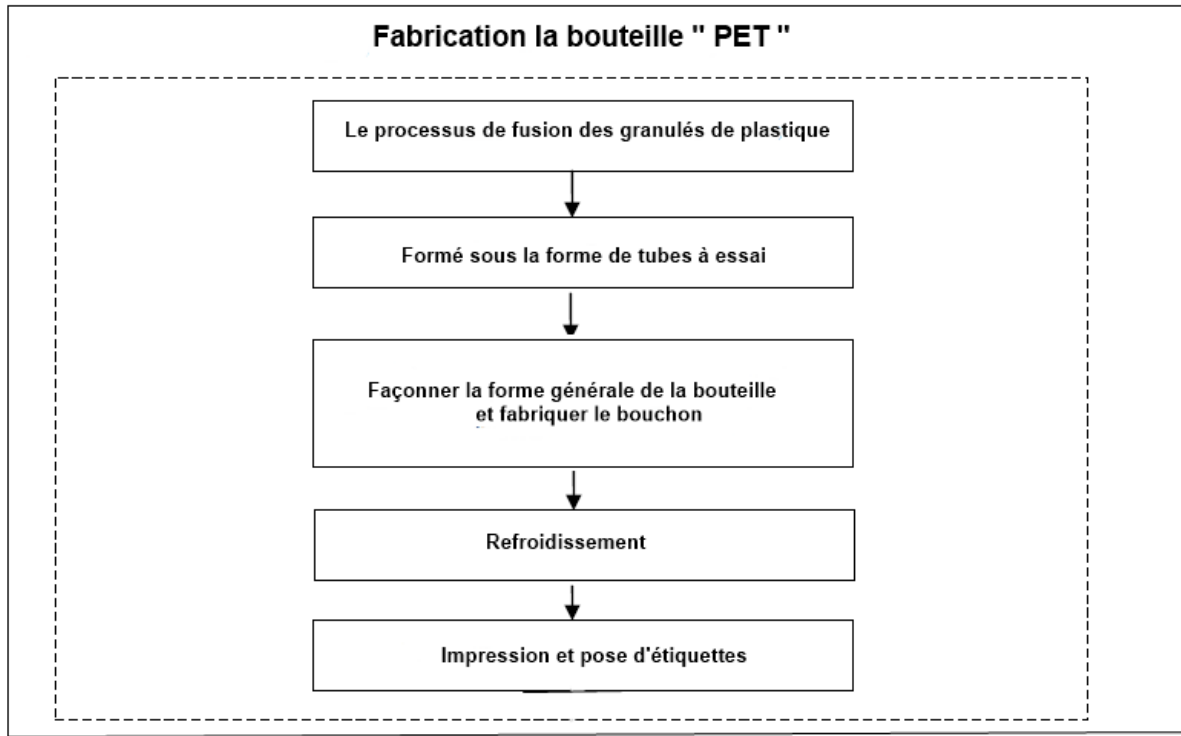 Fabrication la bouteille " PET "
Le processus de fusion des granulés de plastique
Formé sous la forme de tubes à essai
Façonner la forme générale de la bouteille
et fabriquer le bouchon
Refroidissement
Impression et pose d'étiquettes